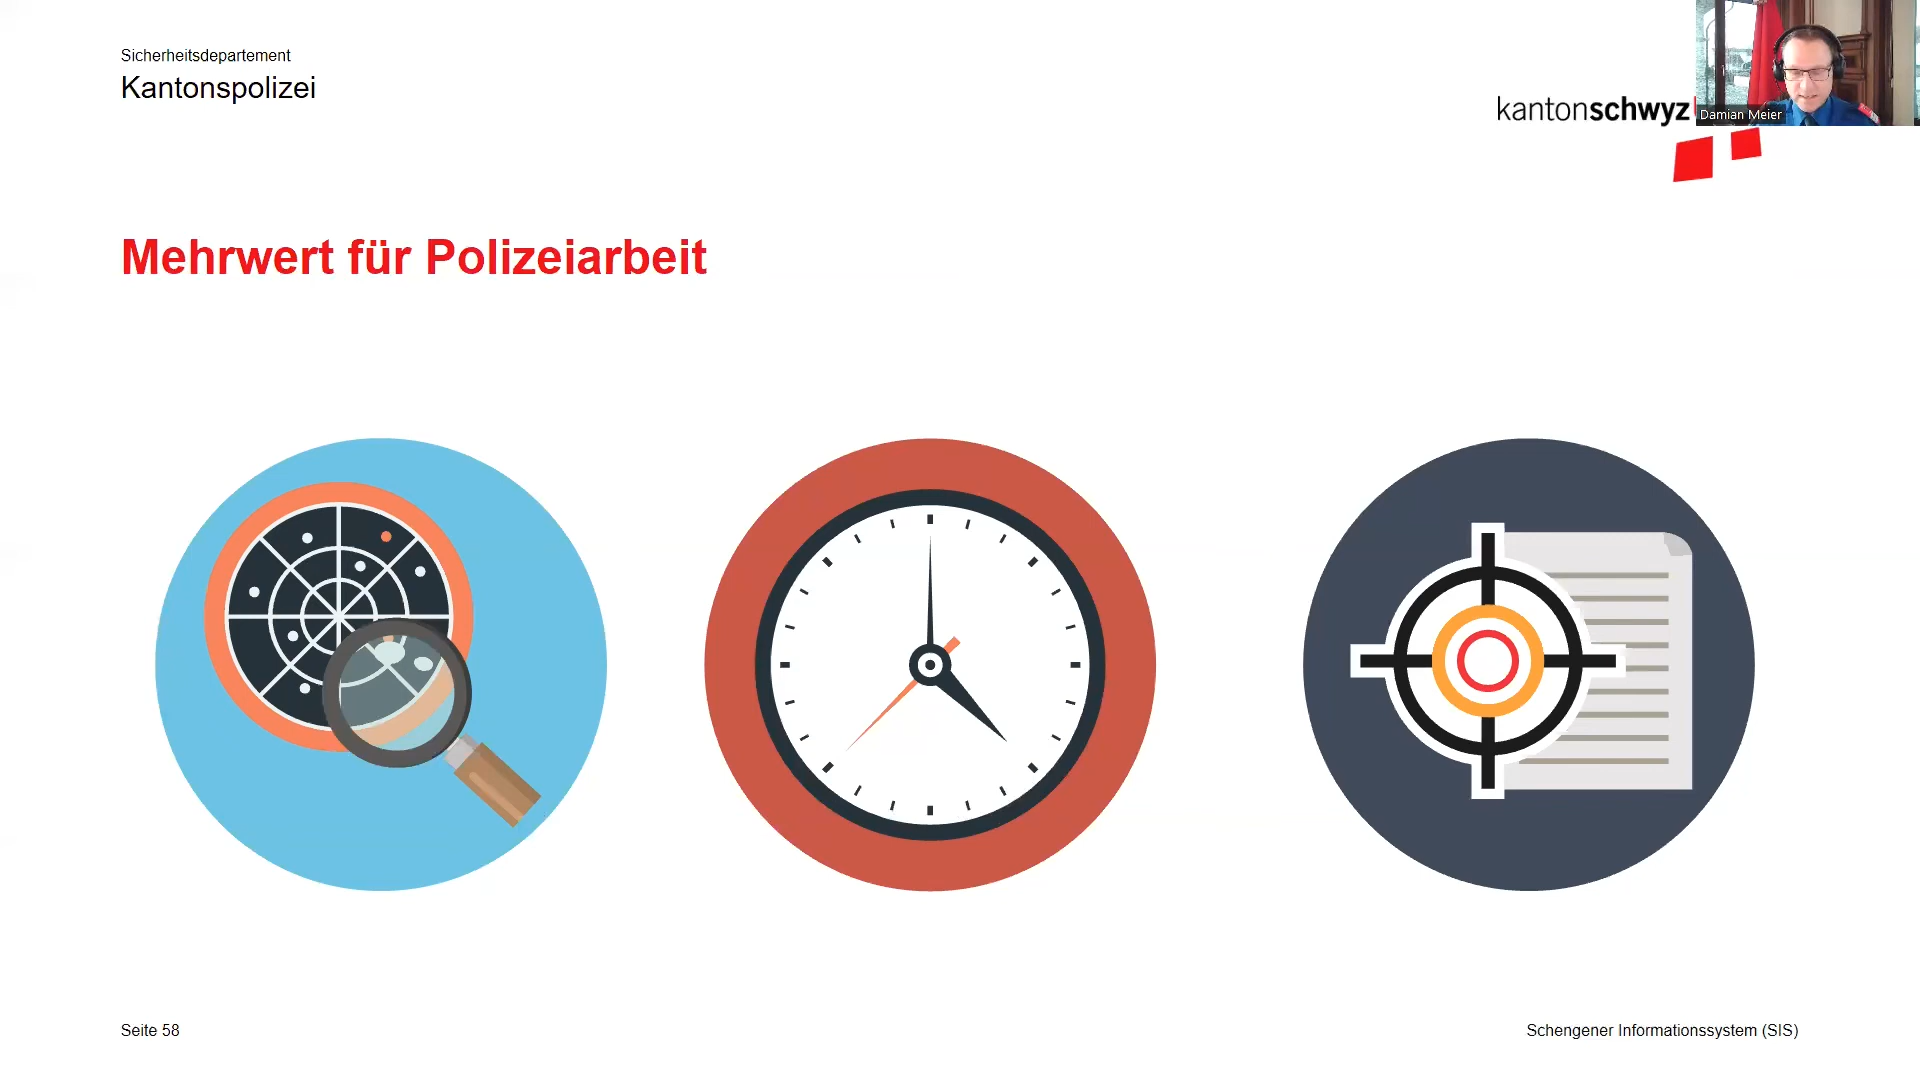 Sicherheitsdepartement
Kantonspolizei
kantonschwyz
Damian Meier
Mehrwert für Polizeiarbeit
Seite 58
Schengener Informationssystem (SIS)